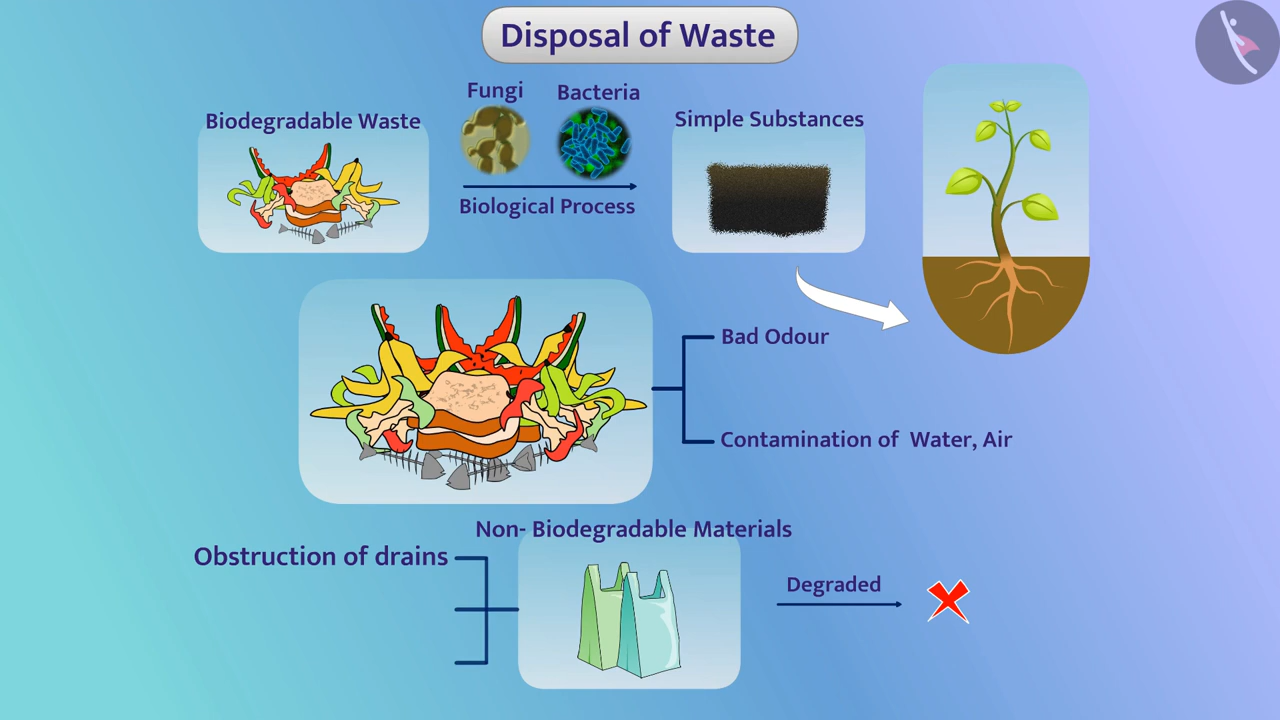 Disposal of Waste
Fungi
Bacteria
Biodegradable Waste
Simple Substances
Biological Process
Bad Odour
Contamination of Water, Air
Non- Biodegradable Materials
Obstruction of drains
Degraded